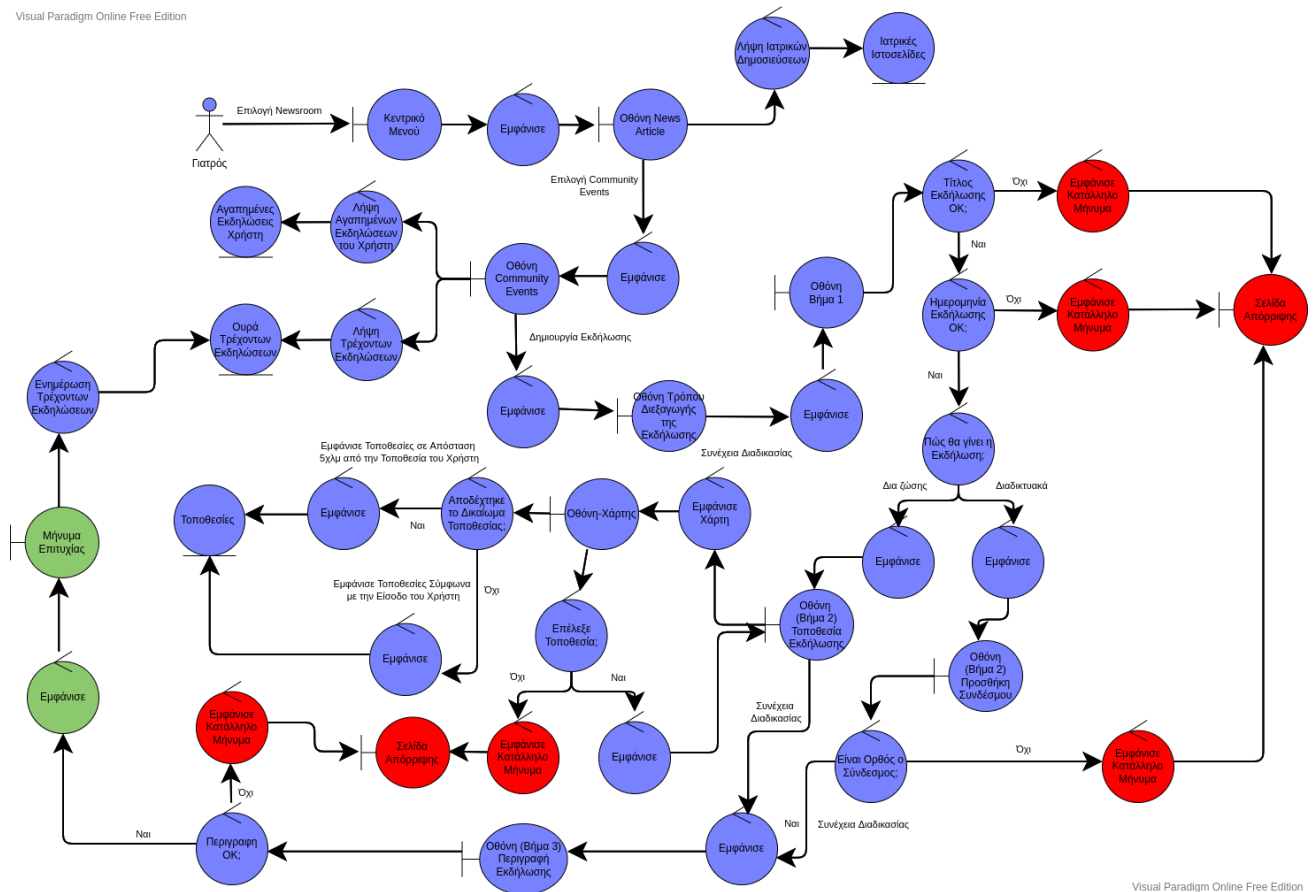 Visual Paradigm Online Free Edition
Λήψη Ιατρικών
Δημοσιεύσεων
Ιατρικές
Ιστοσελίδες
Επιλογή Newsroom
Γιατρός
Κεντρικό
Μενού
Εμφάνισε
Οθόνη News
Article
Επιλογή Community
Events
Αγαπημένες
Εκδηλώσεις
Χρήστη
Λήψη
Αγαπημένων
Εκδηλώσεων
του Χρήστη
Οθόνη
Community
Events
Εμφάνισε
Οθόνη
Βήμα 1
Τίτλος
Εκδήλωσης
ΟΚ;
Όχι
Εμφάνισε
Κατάλληλο
Μήνυμα
Ναι
Ημερομηνία
Εκδήλωσης
ΟΚ;
Όχι
Εμφάνισε
Κατάλληλο
Μήνυμα
Σελίδα
Απόρριψης
Ουρά
Τρέχοντων
Εκδηλώσεων
Λήψη
Τρέχοντων
Εκδηλώσεων
Δημιουργία Εκδήλωσης
Ενημέρωση
Τρέχοντων
Εκδηλώσεων
Εμφάνισε
Οθόνη Τρόπου
Διεξαγωγής
της
Εκδήλωσης
Εμφάνισε
Ναι
Συνέχεια Διαδικασίας
Πώς θα γίνει η
Εκδήλωση;
Δια ζώσης
Διαδικτυακά
Εμφάνισε Τοποθεσίες σε Απόσταση
5χλμ από την Τοποθεσία του Χρήστη
Τοποθεσίες
Εμφάνισε
Ναι
Αποδέχτηκε
το Δικαίωμα
Τοποθεσίας;
Οθόνη-Χάρτης
Εμφάνισε
Χάρτη
Εμφάνισε
Εμφάνισε
Μήνυμα
Επιτυχίας
Εμφάνισε Τοποθεσίες Σύμφωνα
με την Είσοδο του Χρήστη
Όχι
Εμφάνισε
Επέλεξε
Τοποθεσία;
Οθόνη
(Βήμα 2)
Τοποθεσία
Εκδήλωσης
Οθόνη
(Βήμα 2)
Προσθήκη
Συνδέσμου
Εμφάνισε
Όχι
Ναι
Συνέχεια
Διαδικασίας
Εμφάνισε
Κατάλληλο
Μήνυμα
Σελίδα
Απόρριψης
Εμφάνισε
Κατάλληλο
Μήνυμα
Εμφάνισε
Είναι Ορθός ο
Σύνδεσμος;
Όχι
Εμφάνισε
Κατάλληλο
Μήνυμα
Όχι
Ναι
Περιγραφη
ΟΚ;
Οθόνη (Βήμα 3)
Περιγραφή
Εκδήλωσης
Εμφάνισε
Ναι
Συνέχεια Διαδικασίας
Visual Paradigm Online Free Edition